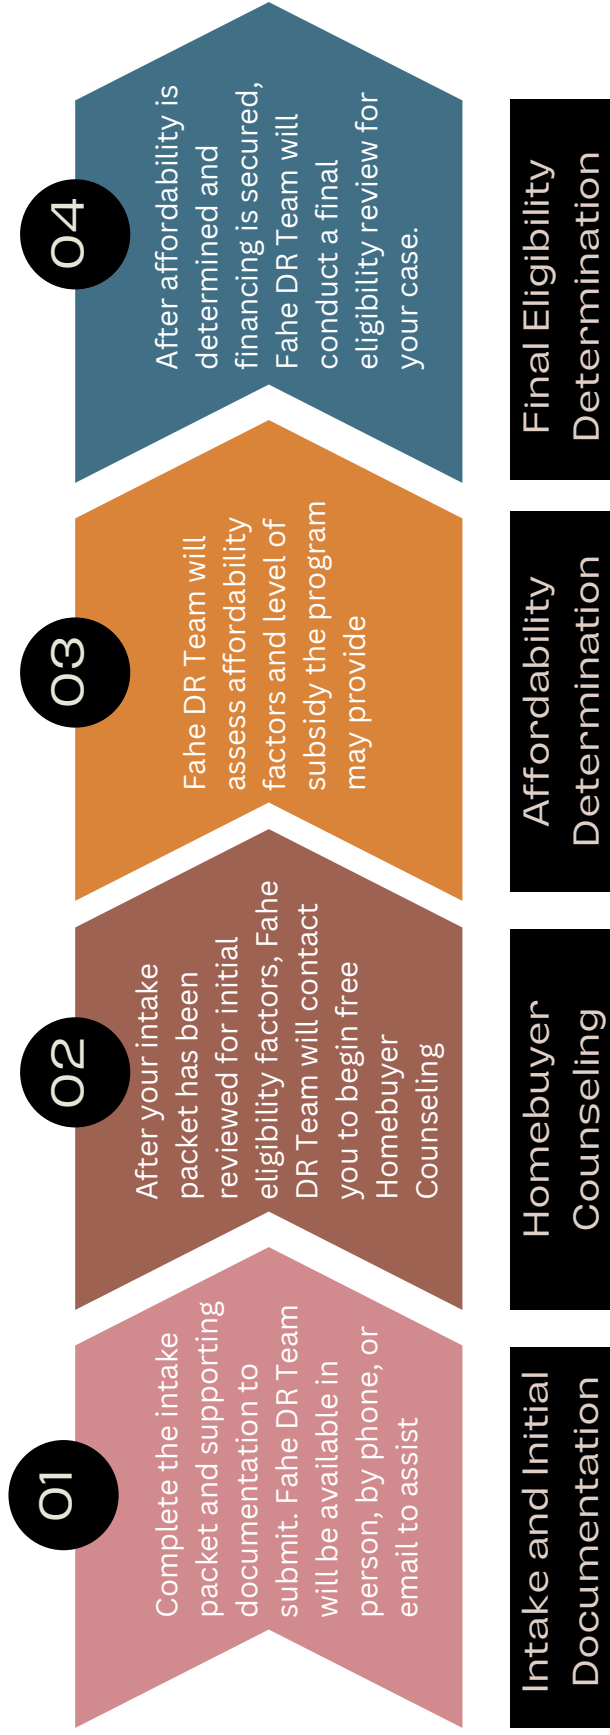 01
Complete the intake
packet and supporting
documentation to
submit. Fahe DR Team
will be available in
person, by phone, or
email to assist
Intake and Initial
Documentation
02
After your intake
packet has been
reviewed for initial
eligibility factors, Fahe
DR Team will contact
you to begin free
Homebuyer
Counseling
Homebuyer
Counseling
03
Fahe DR Team will
assess affordability
factors and level of
subsidy the program
may provide
Affordability
Determination
04
After affordability is
determined and
financing is secured,
Fahe DR Team will
conduct a final
eligibility review for
your case.
Final Eligibility
Determination